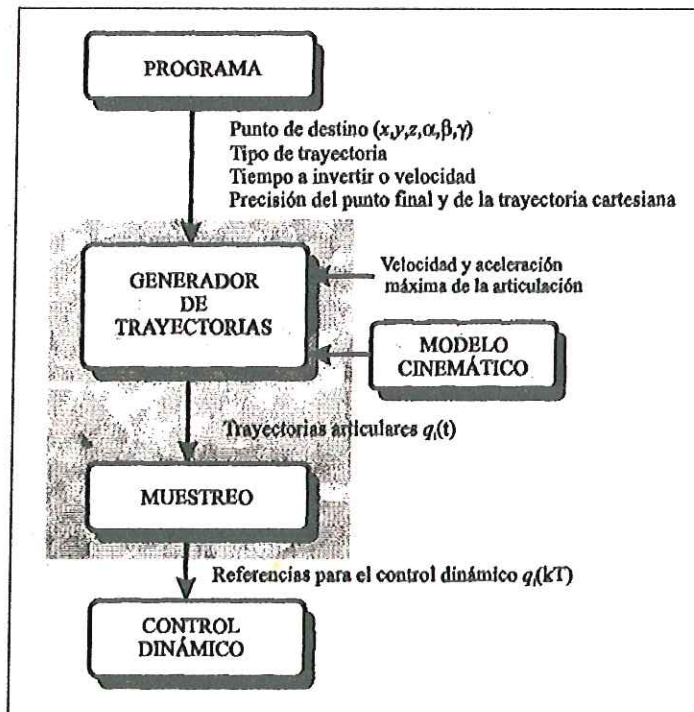 PROGRAMA
Punto de destino (x,y,z,α,β,γ)
Tipo de trayectoria
Tiempo a invertir o velocidad
Precisión del punto final y de la trayectoria cartesiana
GENERADOR
DE
TRAYECTORIAS
Velocidad y aceleración
máxima de la articulación
MODELO
CINEMÁTICO
Trayectorias articulares qᵢ(t)
MUESTREO
Referencias para el control dinámico qᵢ(kT)
CONTROL
DINÁMICO